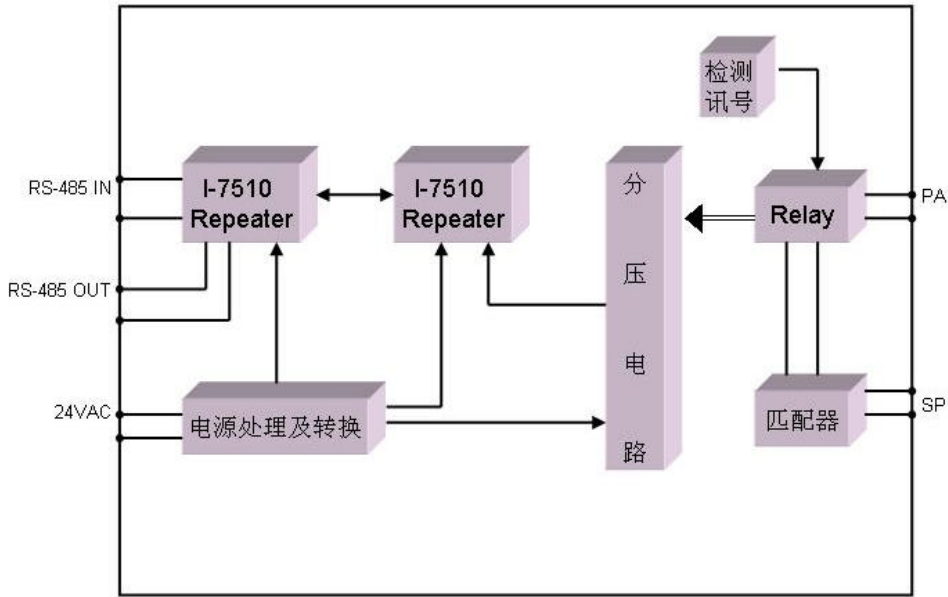 检测
讯号
RS-485 IN
I-7510
Repeater
I-7510
Repeater
分
压
电
路
Relay
PA
RS-485 OUT
24VAC
电源处理及转换
匹配器
SP